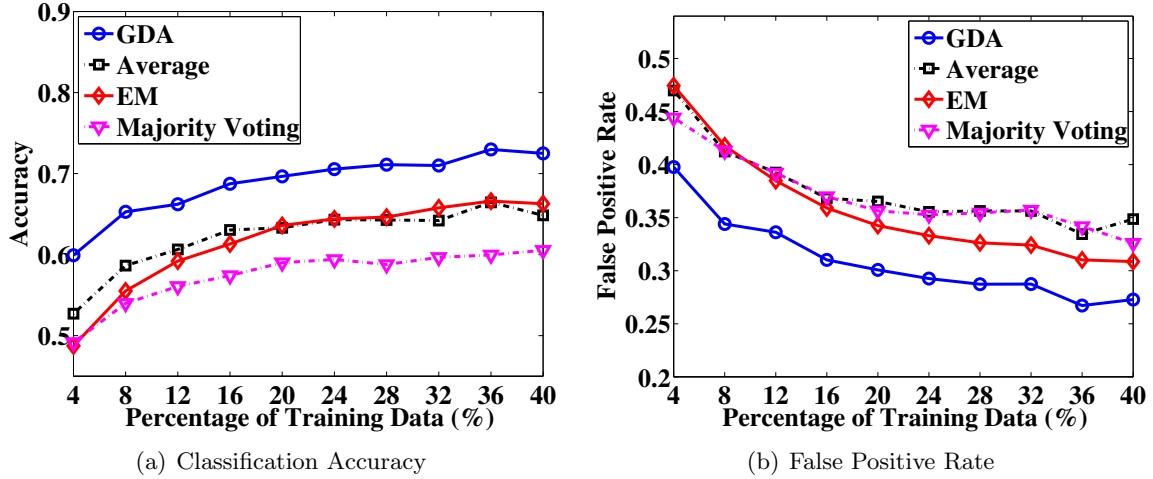 0.9
0.8
0.7
0.6
0.5
Accuracy
GDA
Average
EM
Majority Voting
4 8 12 16 20 24 28 32 36 40
Percentage of Training Data (%)
(a) Classification Accuracy
0.5
0.45
0.4
0.35
0.3
0.25
0.2
False Positive Rate
GDA
Average
EM
Majority Voting
4 8 12 16 20 24 28 32 36 40
Percentage of Training Data (%)
(b) False Positive Rate